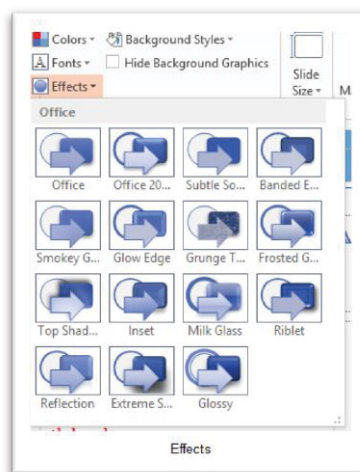 Colors Background Styles
Fonts Hide Background Graphics
Effects
Slide
Size
Office
Office Office 20... Subtle So... Banded E...
Smokey G... Glow Edge Grunge T... Frosted G...
Top Shad... Inset Milk Glass Riblet
Reflection Extreme S... Glossy
Effects